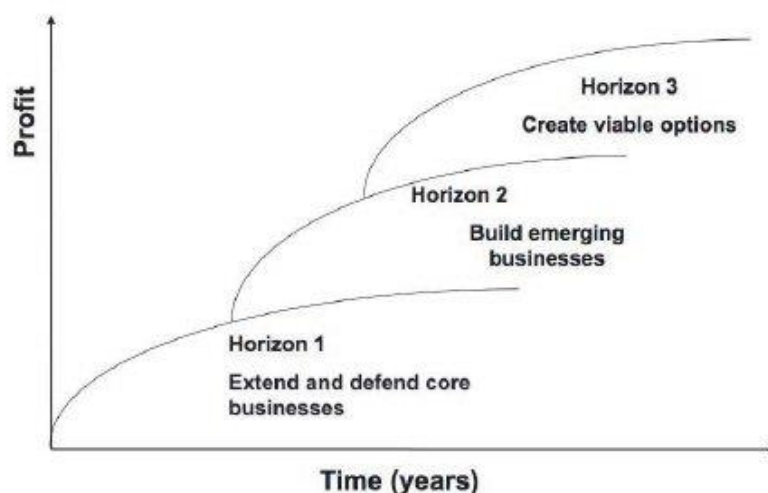 Profit
Horizon 3
Create viable options
Horizon 2
Build emerging
businesses
Horizon 1
Extend and defend core
businesses
Time (years)